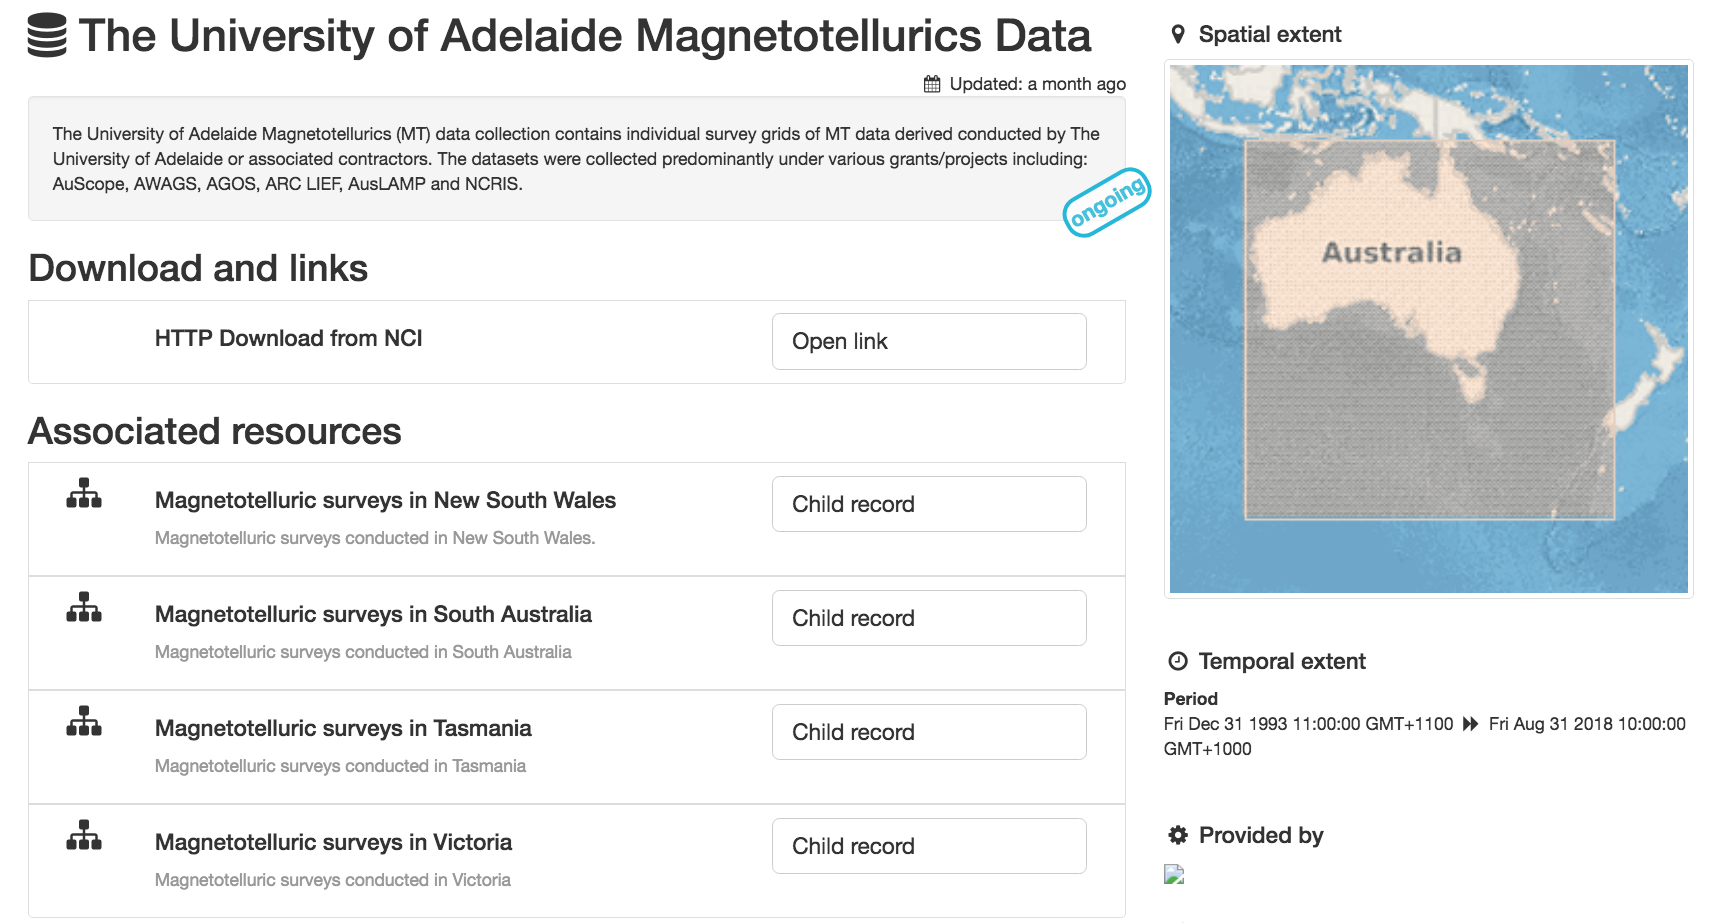 The University of Adelaide Magnetotellurics Data
Updated: a month ago
The University of Adelaide Magnetotellurics (MT) data collection contains individual survey grids of MT data derived conducted by The
University of Adelaide or associated contractors. The datasets were collected predominantly under various grants/projects including:
AuScope, AWAGS, AGOS, ARC LIEF, AusLAMP and NCRIS.
ongoing
Download and links
HTTP Download from NCI
Open link
Associated resources
Magnetotelluric surveys in New South Wales
Child record
Magnetotelluric surveys conducted in New South Wales.
Magnetotelluric surveys in South Australia
Child record
Magnetotelluric surveys conducted in South Australia
Magnetotelluric surveys in Tasmania
Child record
Magnetotelluric surveys conducted in Tasmania
Magnetotelluric surveys in Victoria
Child record
Magnetotelluric surveys conducted in Victoria
Spatial extent
Australia
Temporal extent
Period
Fri Dec 31 1993 11:00:00 GMT+1100 Fri Aug 31 2018 10:00:00
GMT+1000
Provided by